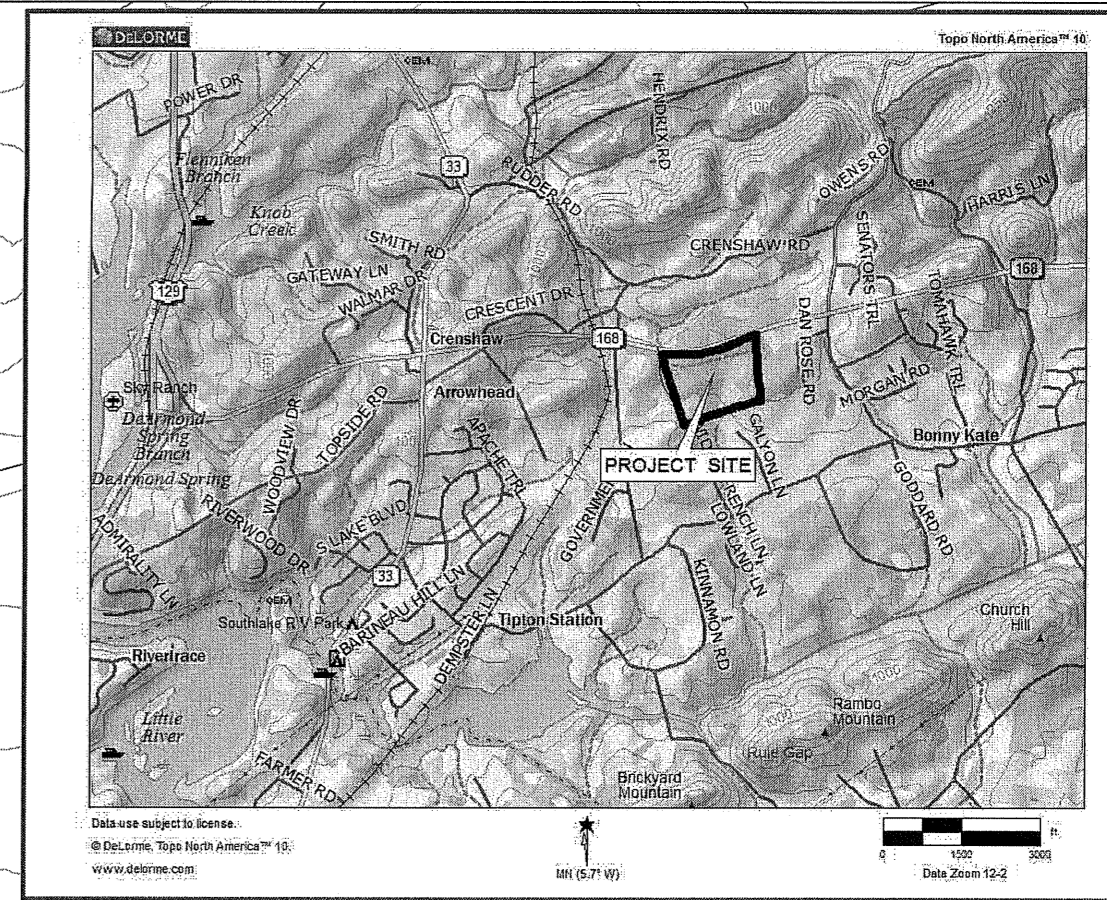 DELORME
Topo North America™ 10
POWER DR
Flenniken
Branch
Knob
Creek
33
RUDDER RD
HENDRIX RD
1000
OWENS RD
HARRIS LN
SMITH RD
GATEWAY LN
WALMAR DR
CRENSHAW RD
SENATORS TRL
168
129
CRESCENT DR
Crenshaw
168
DAN ROSE RD
TOMAHAWK TRL
Sky Ranch
DeArmond
Spring
Branch
DeArmond Spring
Arrowhead
TOPSIDE RD
WOODVIEW DR
APACHE TRL
MORGAN RD
Bonny Kate
PROJECT SITE
GALYON LN
RIVERWOOD DR
S LAKE BLVD
ADMIRALITY LN
FRENCH LN
LOWLAND LN
GODDARD RD
33
BARINEAU HILL LN
KINNAMON RD
Southlake RV Park
DEMPSTER LN
Tipton Station
Church
Hill
Rivertrace
1000
Little
River
Rambo
Mountain
1000
Rule Gap
FARMER RD
Brickyard
Mountain
Data use subject to license.
© DeLorme. Topo North America™ 10.
www.delorme.com
MN (5.7° W)
ft
0 1500 3000
Data Zoom 12-2